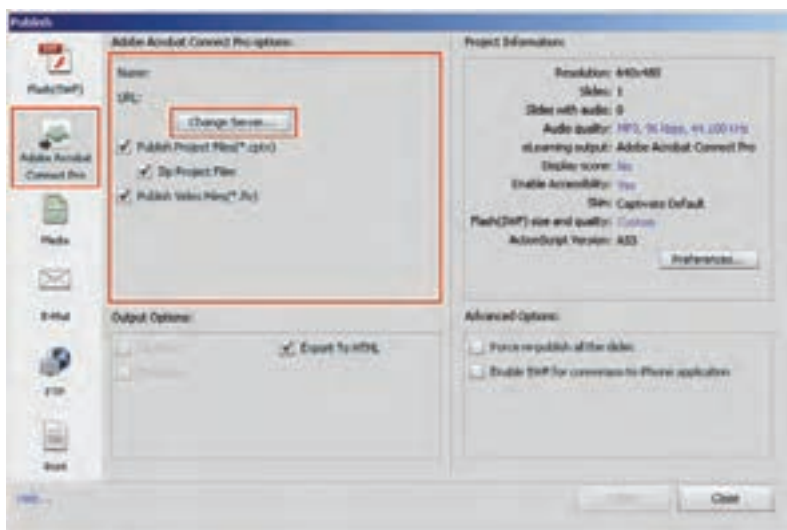 Publish
Flash(SWF)
Adobe Acrobat
Connect Pro
Media
E-Mail
FTP
Print
Adobe Acrobat Connect Pro options:
Name:
URL:
Change Server...
Publish Project Files(*.cptx)
Zip Project Files
Publish Video Files(*.flv)
Output Options:
Export To HTML
Project Information:
Resolution: 640x480
Slides: 1
Slides with audio: 0
Audio quality: MP3, 96 kbps, 44.100 kHz
eLearning output: Adobe Acrobat Connect Pro
Display score: No
Enable Accessibility: Yes
Skin: Captivate Default
Flash(SWF) size and quality: Custom
ActionScript Version: AS3
Preferences...
Advanced Options:
Force re-publish all the slides
Enable SWF for conversion to iPhone application
Help...
Close